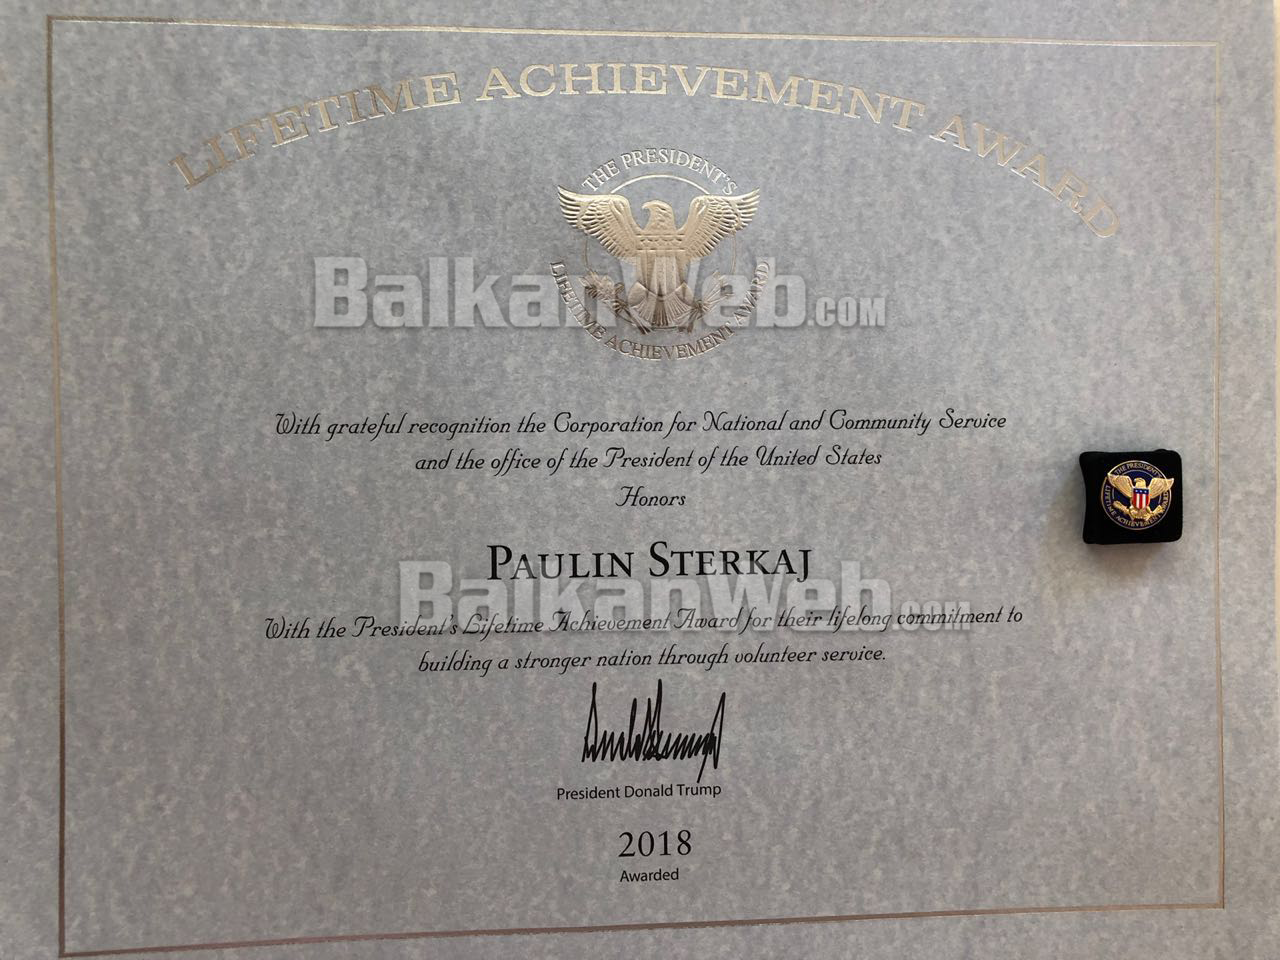 LIFETIME ACHIEVEMENT AWARD
THE PRESIDENT'S
LIFETIME ACHIEVEMENT AWARD
BalkanWeb.COM
With grateful recognition the Corporation for National and Community Service
and the office of the President of the United States
Honors
THE PRESIDENT'S
LIFETIME ACHIEVEMENT AWARD
PAULIN STERKAJ
BalkanWeb.COM
With the President's Lifetime Achievement Award for their lifelong commitment to
building a stronger nation through volunteer service.
President Donald Trump
2018
Awarded